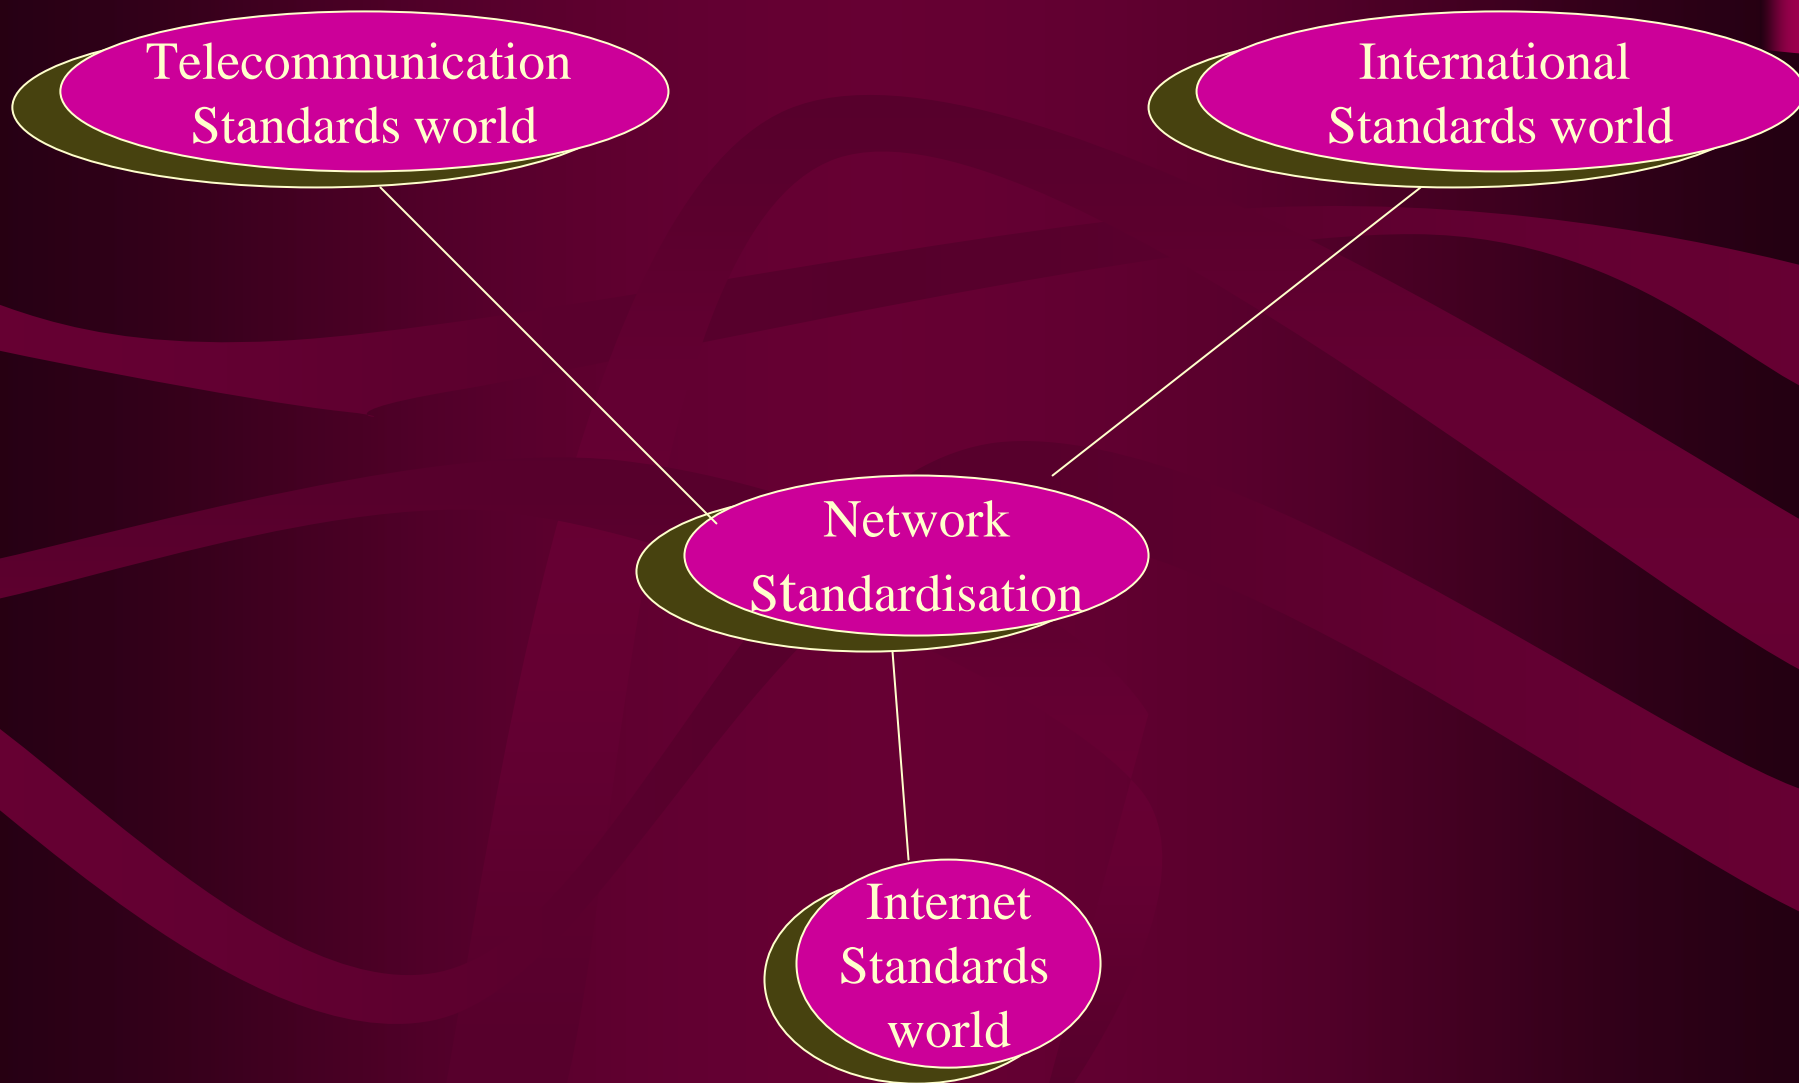 Telecommunication
Standards world
International
Standards world
Network
Standardisation
Internet
Standards
world